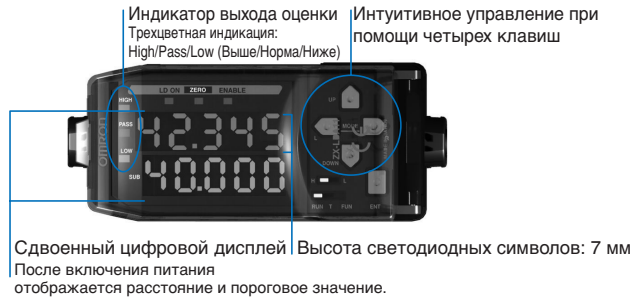 Индикатор выхода оценки
Трехцветная индикация:
High/Pass/Low (Выше/Норма/Ниже)
Интуитивное управление при
помощи четырех клавиш
LD ON ZERO ENABLE
HIGH
PASS
LOW
SUB
OMRON
42.345
40.000
UP
L
MODE
DOWN
H L
RUN T FUN ENT
Сдвоенный цифровой дисплей
После включения питания
отображается расстояние и пороговое значение.
Высота светодиодных символов: 7 мм